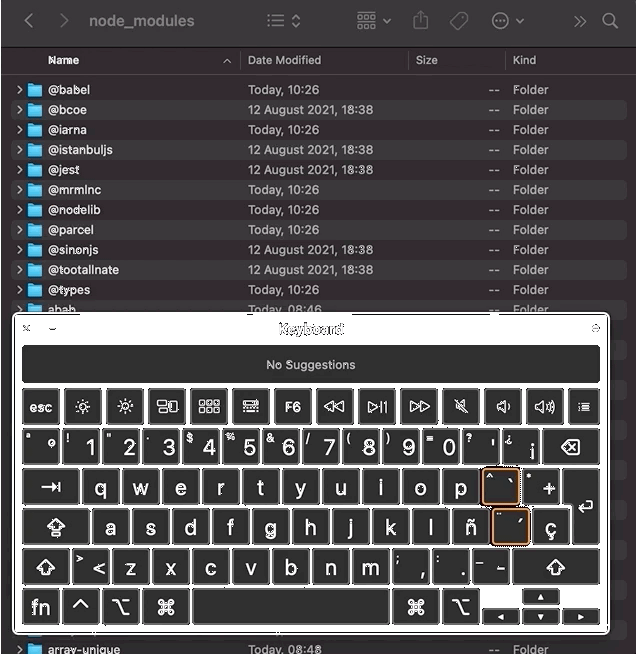 node_modules
Name Date Modified Size Kind
@babel Today, 10:26 -- Folder
@bcoe 12 August 2021, 18:38 -- Folder
@iarna Today, 10:26 -- Folder
@istanbuljs 12 August 2021, 18:38 -- Folder
@jest 12 August 2021, 18:38 -- Folder
@mrmlnc Today, 10:26 -- Folder
@nodelib Today, 10:26 -- Folder
@parcel Today, 10:26 -- Folder
@sinonjs 12 August 2021, 18:38 -- Folder
@tootallnate 12 August 2021, 18:38 -- Folder
@types Today, 10:26 -- Folder
abab Today, 08:46 -- Folder
Keyboard
No Suggestions
esc F6
ª º ! 1 " 2 · 3 $ 4 % 5 & 6 / 7 ( 8 ) 9 = 0 ? ' ¿ ¡
q w e r t y u i o p ^ ` * +
a s d f g h j k l ñ ¨ ´ ç
> < z x c v b n m ; , : . _ -
fn
array-unique Today, 08:48 -- Folder